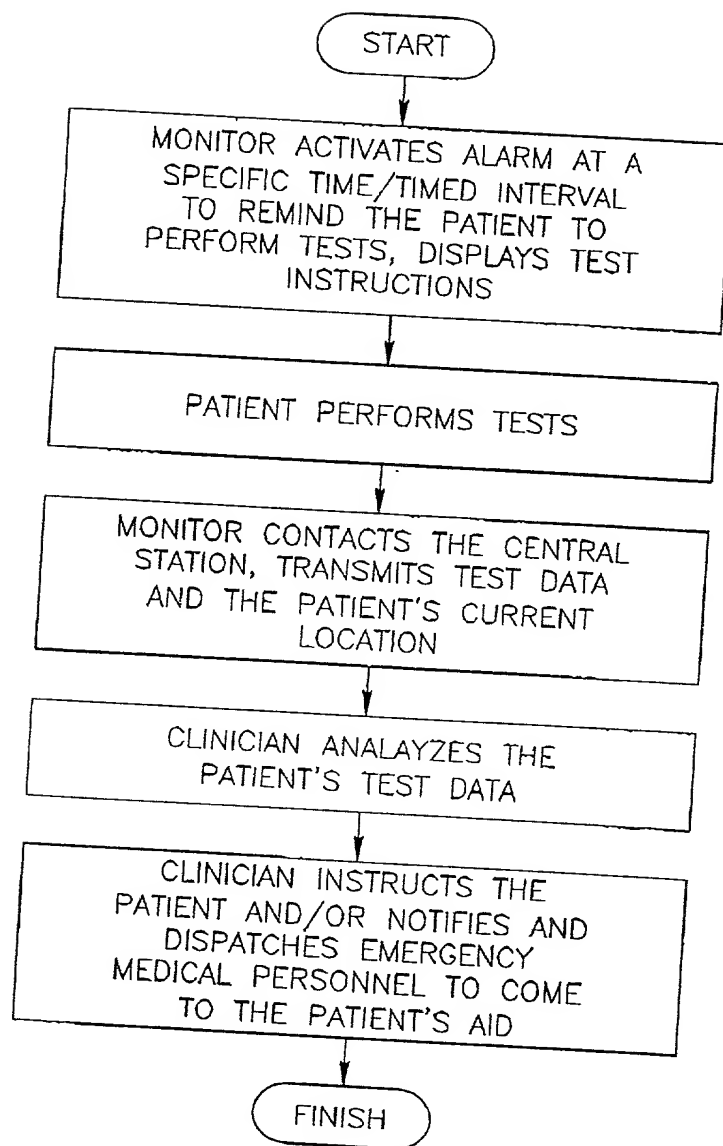 START
MONITOR ACTIVATES ALARM AT A
SPECIFIC TIME/TIMED INTERVAL
TO REMIND THE PATIENT TO
PERFORM TESTS, DISPLAYS TEST
INSTRUCTIONS
PATIENT PERFORMS TESTS
MONITOR CONTACTS THE CENTRAL
STATION, TRANSMITS TEST DATA
AND THE PATIENT'S CURRENT
LOCATION
CLINICIAN ANALAYZES THE
PATIENT'S TEST DATA
CLINICIAN INSTRUCTS THE
PATIENT AND/OR NOTIFIES AND
DISPATCHES EMERGENCY
MEDICAL PERSONNEL TO COME
TO THE PATIENT'S AID
FINISH